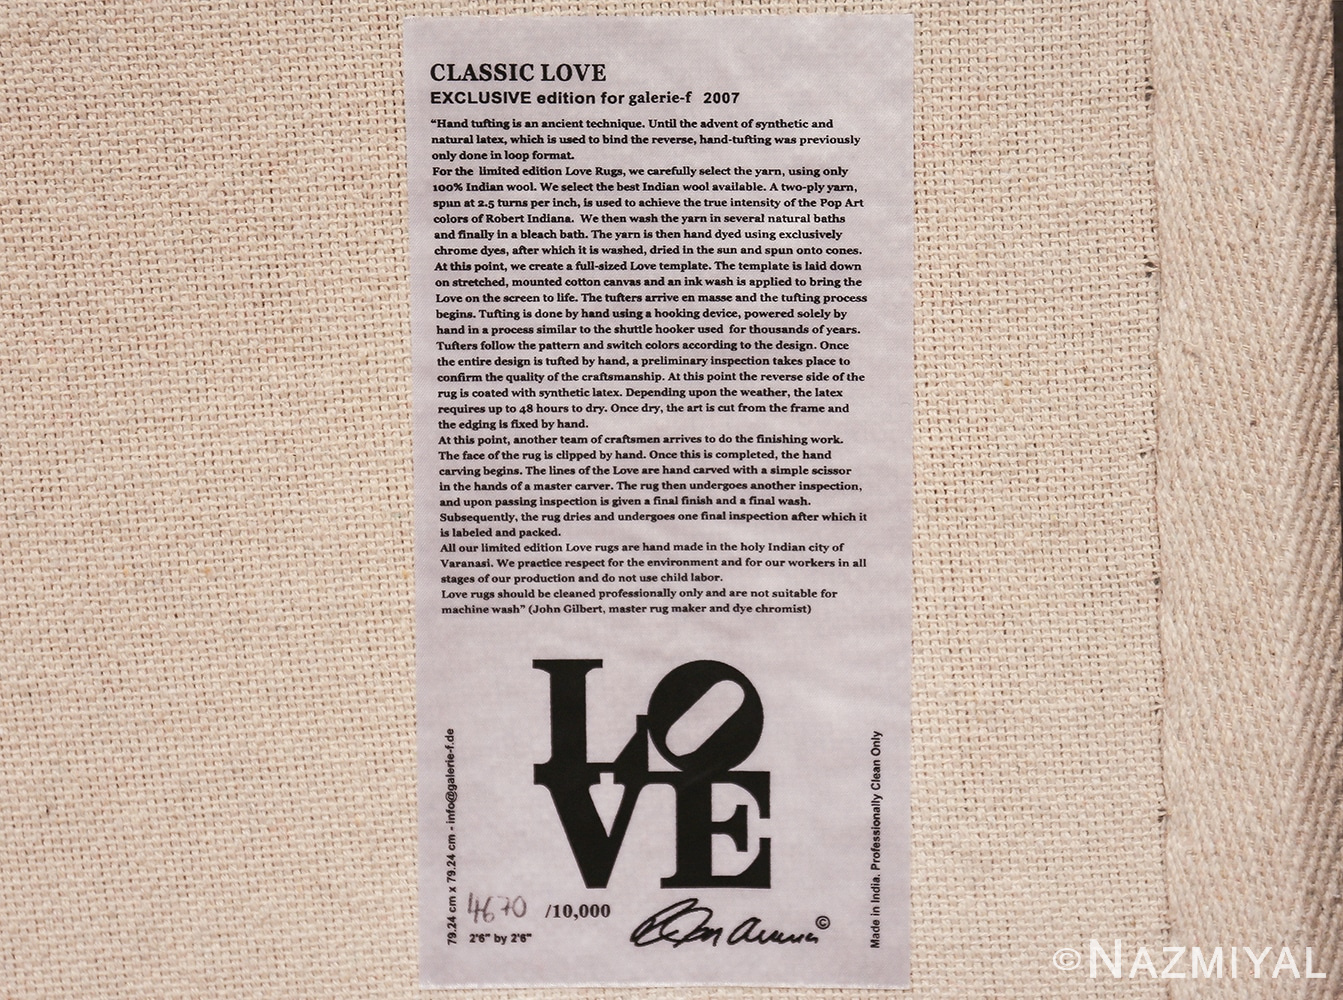 CLASSIC LOVE
EXCLUSIVE edition for galerie-f 2007
“Hand tufting is an ancient technique. Until the advent of synthetic and
natural latex, which is used to bind the reverse, hand-tufting was previously
only done in loop format.
For the limited edition Love Rugs, we carefully select the yarn, using only
100% Indian wool. We select the best Indian wool available. A two-ply yarn,
spun at 2.5 turns per inch, is used to achieve the true intensity of the Pop Art
colors of Robert Indiana. We then wash the yarn in several natural baths
and finally in a bleach bath. The yarn is then hand dyed using exclusively
chrome dyes, after which it is washed, dried in the sun and spun onto cones.
At this point, we create a full-sized Love template. The template is laid down
on stretched, mounted cotton canvas and an ink wash is applied to bring the
Love on the screen to life. The tufters arrive en masse and the tufting process
begins. Tufting is done by hand using a hooking device, powered solely by
hand in a process similar to the shuttle hooker used for thousands of years.
Tufters follow the pattern and switch colors according to the design. Once
the entire design is tufted by hand, a preliminary inspection takes place to
confirm the quality of the craftsmanship. At this point the reverse side of the
rug is coated with synthetic latex. Depending upon the weather, the latex
requires up to 48 hours to dry. Once dry, the art is cut from the frame and
the edging is fixed by hand.
At this point, another team of craftsmen arrives to do the finishing work.
The face of the rug is clipped by hand. Once this is completed, the hand
carving begins. The lines of the Love are hand carved with a simple scissor
in the hands of a master carver. The rug then undergoes another inspection,
and upon passing inspection is given a final finish and a final wash.
Subsequently, the rug dries and undergoes one final inspection after which it
is labeled and packed.
All our limited edition Love rugs are hand made in the holy Indian city of
Varanasi. We practice respect for the environment and for our workers in all
stages of our production and do not use child labor.
Love rugs should be cleaned professionally only and are not suitable for
machine wash” (John Gilbert, master rug maker and dye chromist)
LO
VE
79.24 cm x 79.24 cm - info@galerie-f.de
4670 /10,000
2'6" by 2'6"
©
Made in India. Professionally Clean Only
©NAZMIYAL